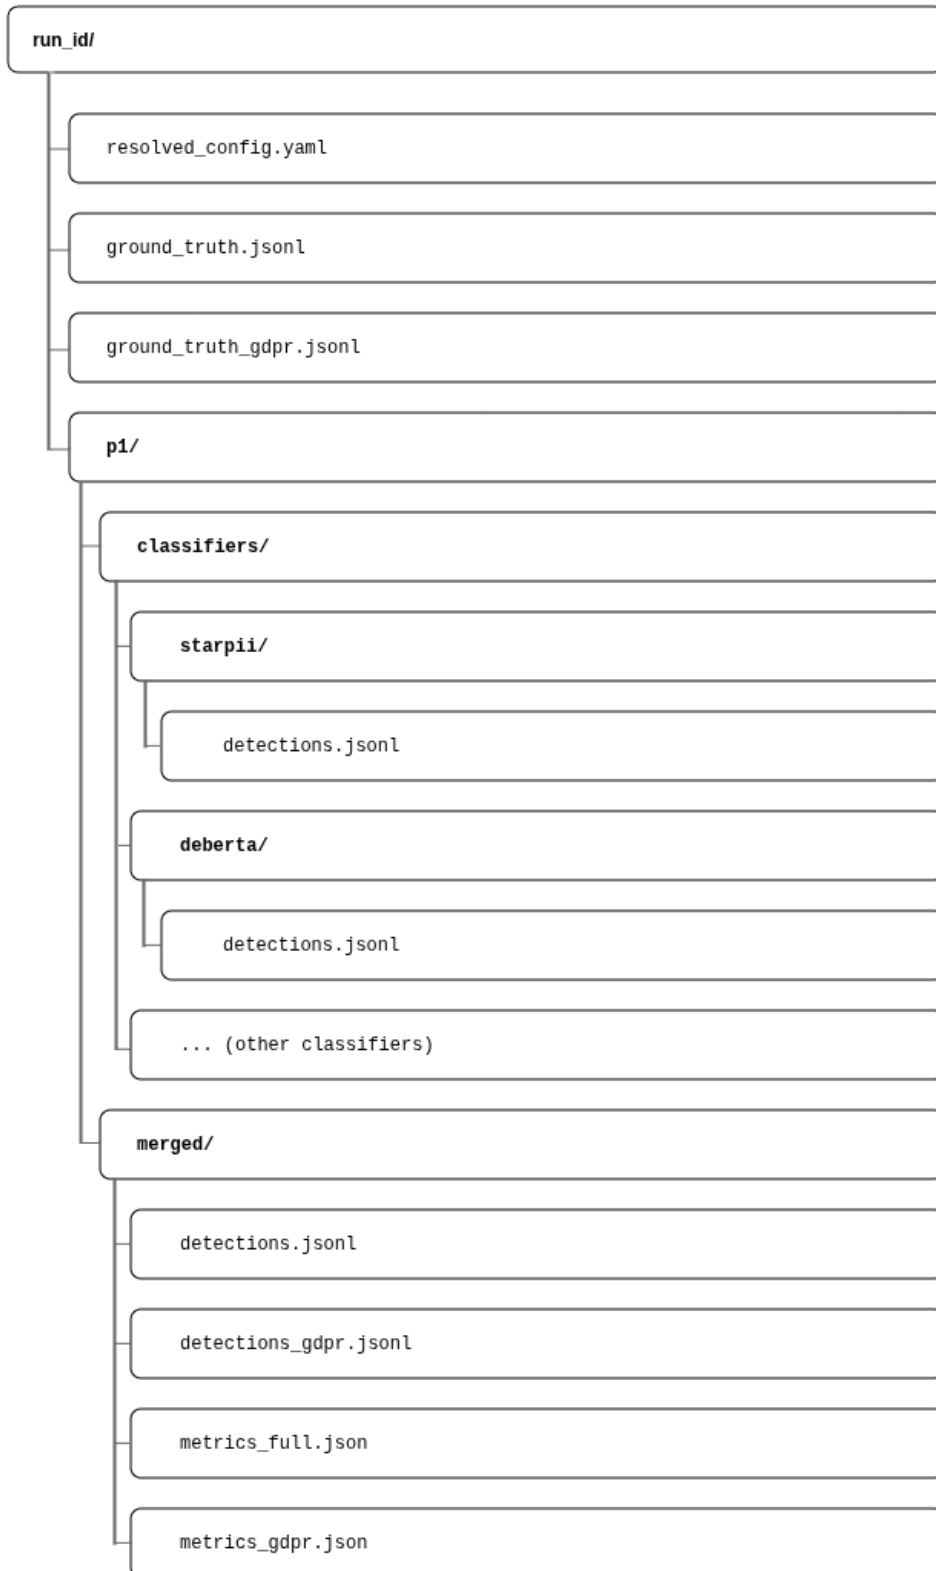 run_id/
resolved_config.yaml
ground_truth.jsonl
ground_truth_gdpr.jsonl
p1/
classifiers/
starpii/
detections.jsonl
deberta/
detections.jsonl
... (other classifiers)
merged/
detections.jsonl
detections_gdpr.jsonl
metrics_full.json
metrics_gdpr.json